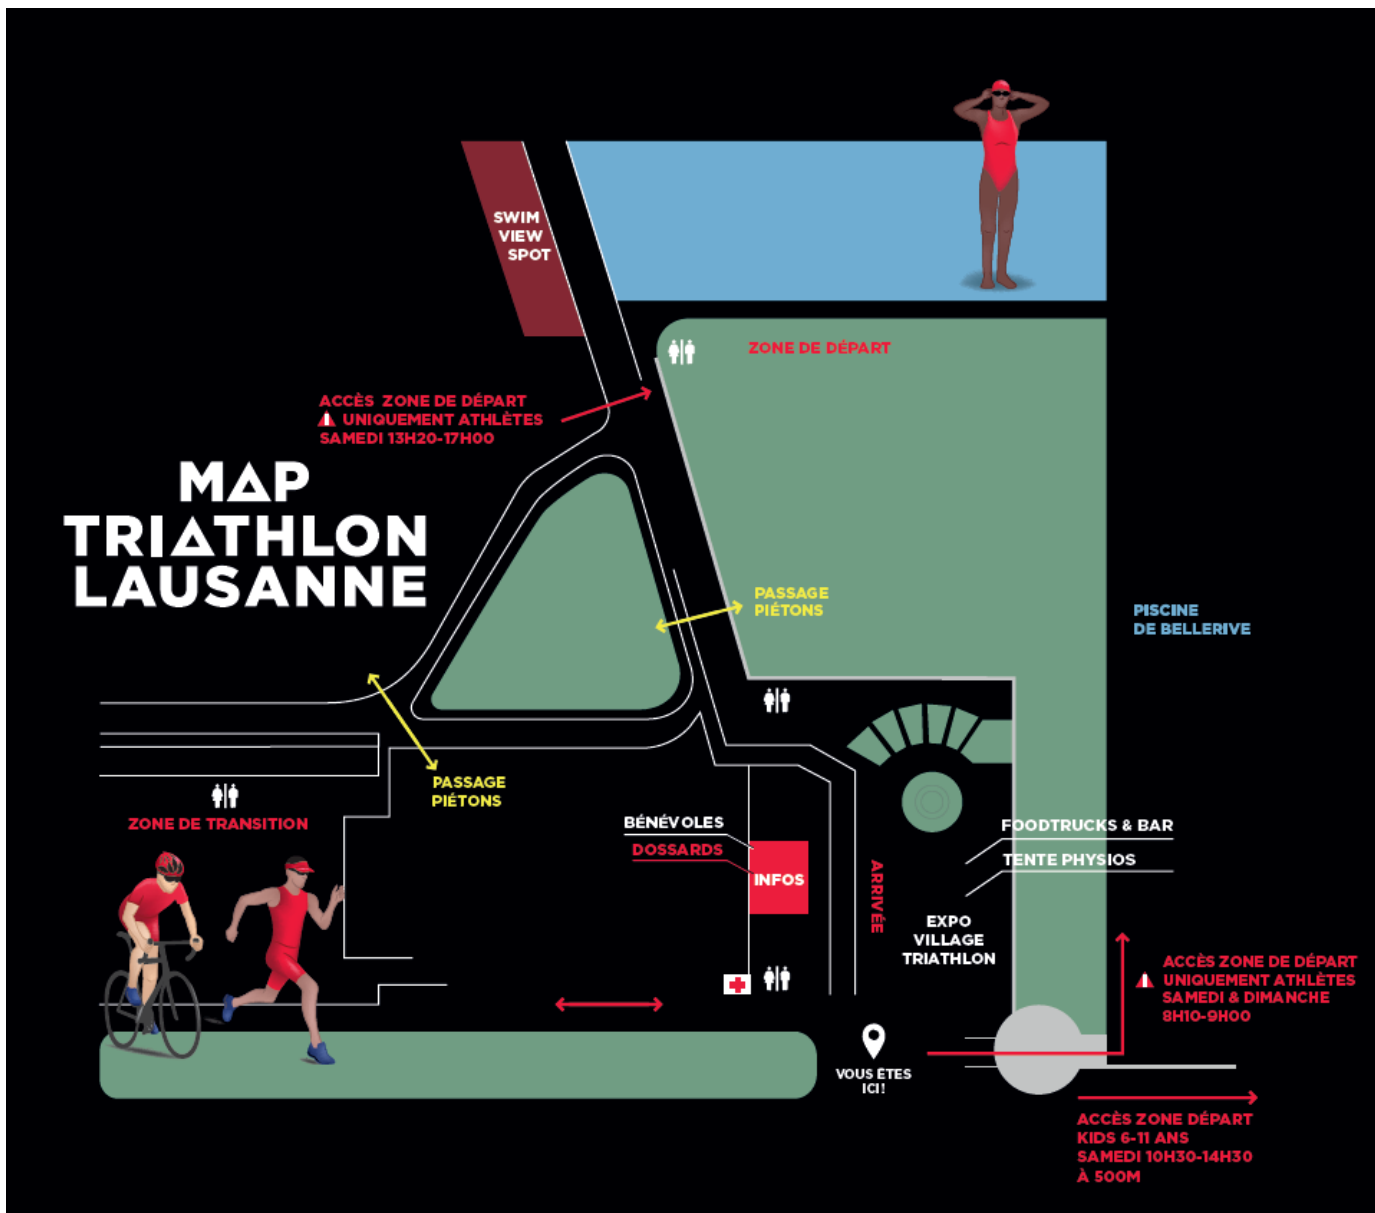 SWIM
VIEW
SPOT
ZONE DE DÉPART
ACCÈS ZONE DE DÉPART
UNIQUEMENT ATHLÈTES
SAMEDI 13H20-17H00
MAP
TRIATHLON
LAUSANNE
PASSAGE
PIÉTONS
PISCINE
DE BELLERIVE
PASSAGE
PIÉTONS
ZONE DE TRANSITION
BÉNÉVOLES
DOSSARDS
INFOS
ARRIVÉE
FOODTRUCKS & BAR
TENTE PHYSIOS
EXPO
VILLAGE
TRIATHLON
ACCÈS ZONE DE DÉPART
UNIQUEMENT ATHLÈTES
SAMEDI & DIMANCHE
8H10-9H00
VOUS ÊTES
ICI!
ACCÈS ZONE DÉPART
KIDS 6-11 ANS
SAMEDI 10H30-14H30
À 500M